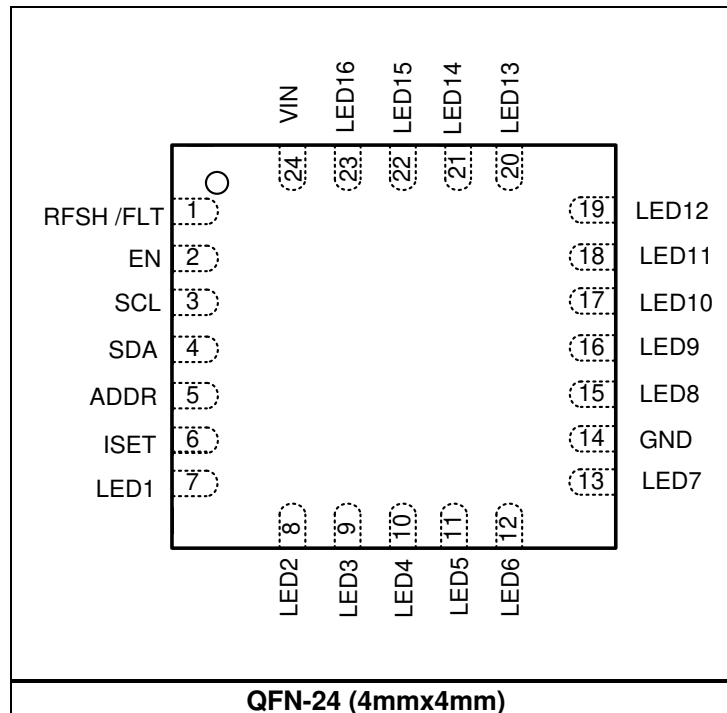 VIN
LED16
LED15
LED14
LED13
24
23
22
21
20
RFSH /FLT 1
EN 2
SCL 3
SDA 4
ADDR 5
ISET 6
LED1 7
19 LED12
18 LED11
17 LED10
16 LED9
15 LED8
14 GND
13 LED7
8
9
10
11
12
LED2
LED3
LED4
LED5
LED6
QFN-24 (4mmx4mm)